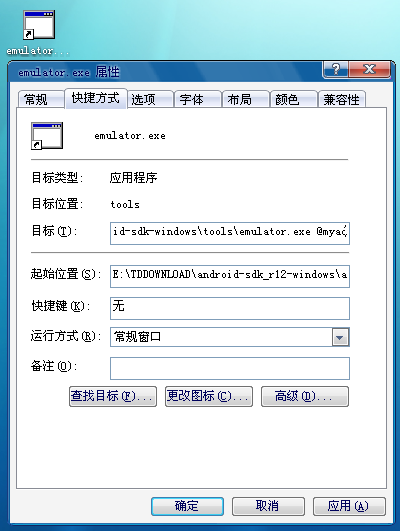 emulator...
emulator.exe 属性
常规 快捷方式 选项 字体 布局 颜色 兼容性
emulator.exe
目标类型: 应用程序
目标位置: tools
目标(T): id-sdk-windows\tools\emulator.exe @mya
起始位置(S): E:\TDDOWNLOAD\android-sdk_r12-windows\a
快捷键(K): 无
运行方式(R): 常规窗口
备注(O):
查找目标(F)... 更改图标(C)... 高级(D)...
确定 取消 应用(A)